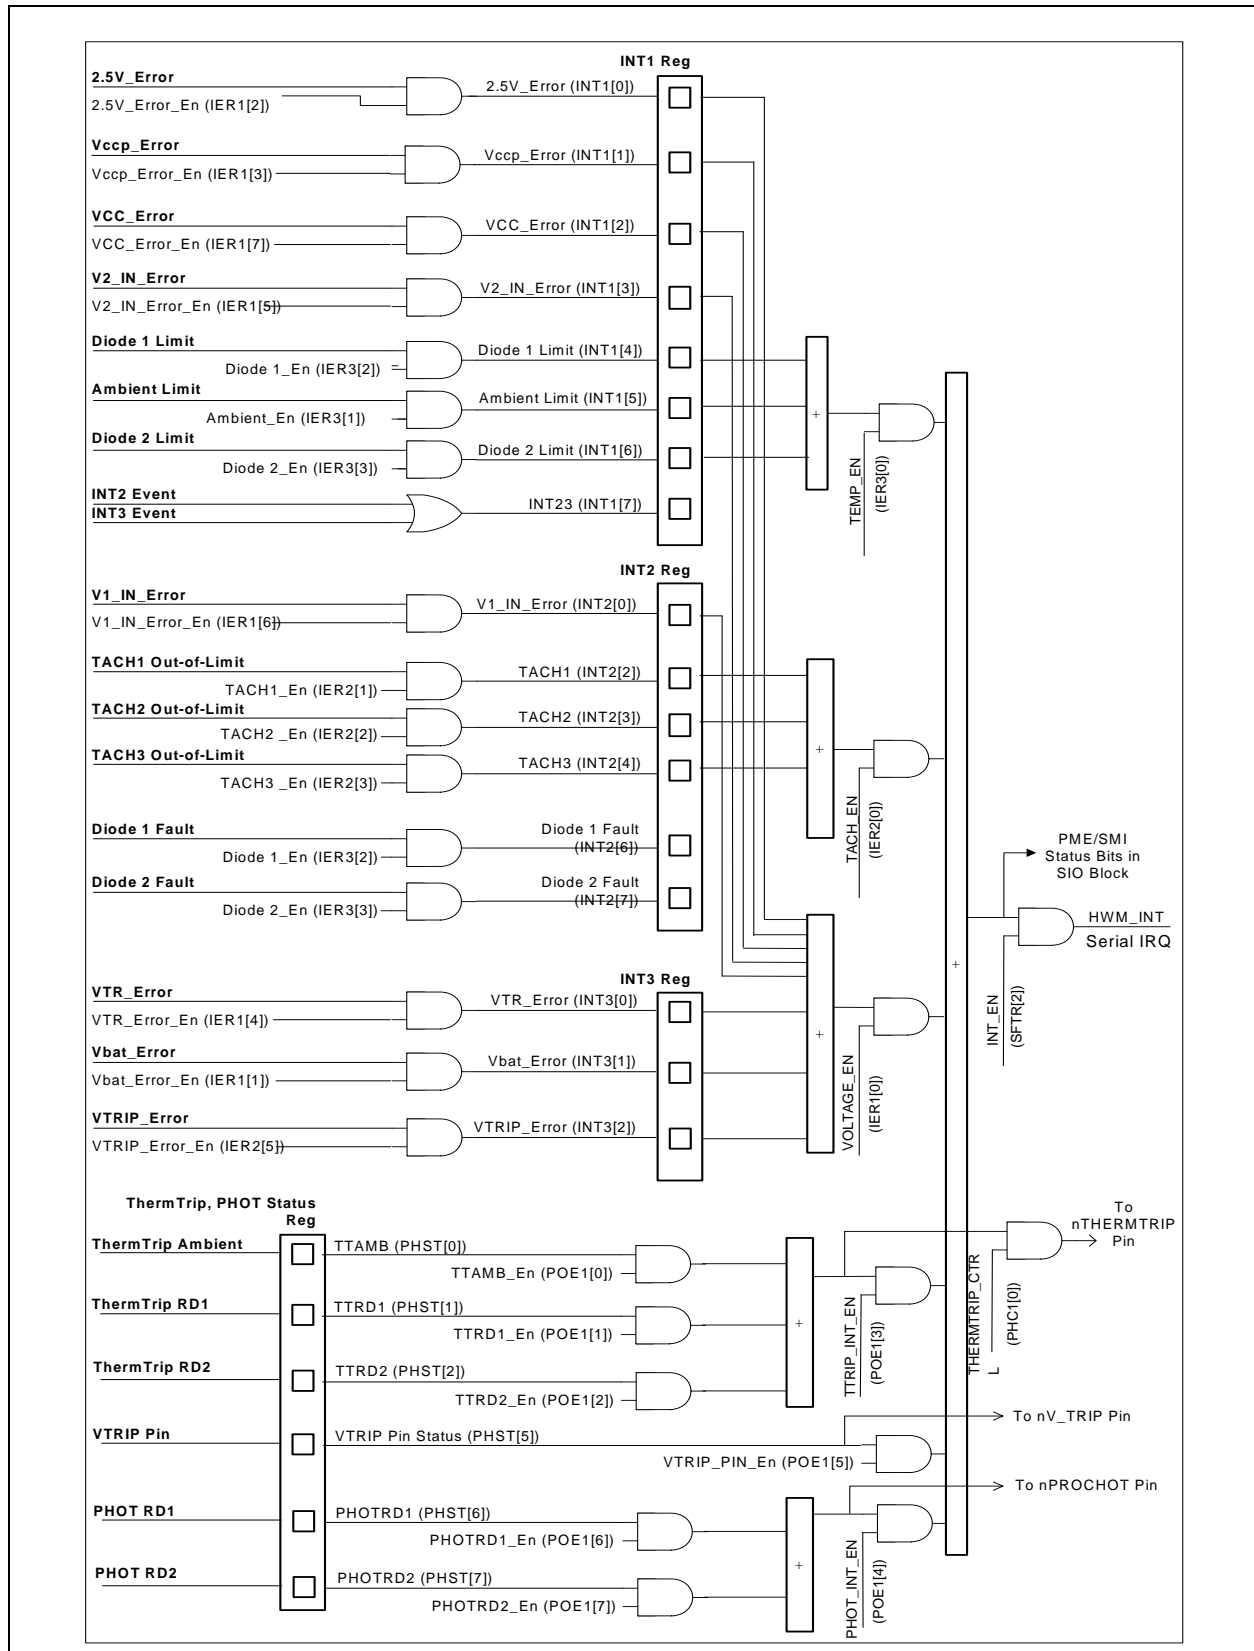 INT1 Reg
2.5V_Error
2.5V_Error_En (IER1[2])
2.5V_Error (INT1[0])
Vccp_Error
Vccp_Error_En (IER1[3])
Vccp_Error (INT1[1])
VCC_Error
VCC_Error_En (IER1[7])
VCC_Error (INT1[2])
V2_IN_Error
V2_IN_Error_En (IER1[5])
V2_IN_Error (INT1[3])
Diode 1 Limit
Diode 1_En (IER3[2])
Diode 1 Limit (INT1[4])
Ambient Limit
Ambient_En (IER3[1])
Ambient Limit (INT1[5])
Diode 2 Limit
Diode 2_En (IER3[3])
Diode 2 Limit (INT1[6])
INT2 Event
INT3 Event
INT23 (INT1[7])
+
TEMP_EN
(IER3[0])
INT2 Reg
V1_IN_Error
V1_IN_Error_En (IER1[6])
V1_IN_Error (INT2[0])
TACH1 Out-of-Limit
TACH1_En (IER2[1])
TACH1 (INT2[2])
TACH2 Out-of-Limit
TACH2 _En (IER2[2])
TACH2 (INT2[3])
TACH3 Out-of-Limit
TACH3 _En (IER2[3])
TACH3 (INT2[4])
+
TACH_EN
(IER2[0])
Diode 1 Fault
Diode 1_En (IER3[2])
Diode 1 Fault
(INT2[6])
Diode 2 Fault
Diode 2_En (IER3[3])
Diode 2 Fault
(INT2[7])
PME/SMI
Status Bits in
SIO Block
HWM_INT
Serial IRQ
+
INT_EN
(SFTR[2])
INT3 Reg
VTR_Error
VTR_Error_En (IER1[4])
VTR_Error (INT3[0])
Vbat_Error
Vbat_Error_En (IER1[1])
Vbat_Error (INT3[1])
VTRIP_Error
VTRIP_Error_En (IER2[5])
VTRIP_Error (INT3[2])
+
VOLTAGE_EN
(IER1[0])
ThermTrip, PHOT Status
Reg
ThermTrip Ambient
TTAMB (PHST[0])
TTAMB_En (POE1[0])
ThermTrip RD1
TTRD1 (PHST[1])
TTRD1_En (POE1[1])
ThermTrip RD2
TTRD2 (PHST[2])
TTRD2_En (POE1[2])
+
TTRIP_INT_EN
(POE1[3])
THERMTRIP_CTR
L
(PHC1[0])
To
nTHERMTRIP
Pin
VTRIP Pin
VTRIP Pin Status (PHST[5])
VTRIP_PIN_En (POE1[5])
To nV_TRIP Pin
PHOT RD1
PHOTRD1 (PHST[6])
PHOTRD1_En (POE1[6])
PHOT RD2
PHOTRD2 (PHST[7])
PHOTRD2_En (POE1[7])
+
PHOT_INT_EN
(POE1[4])
To nPROCHOT Pin